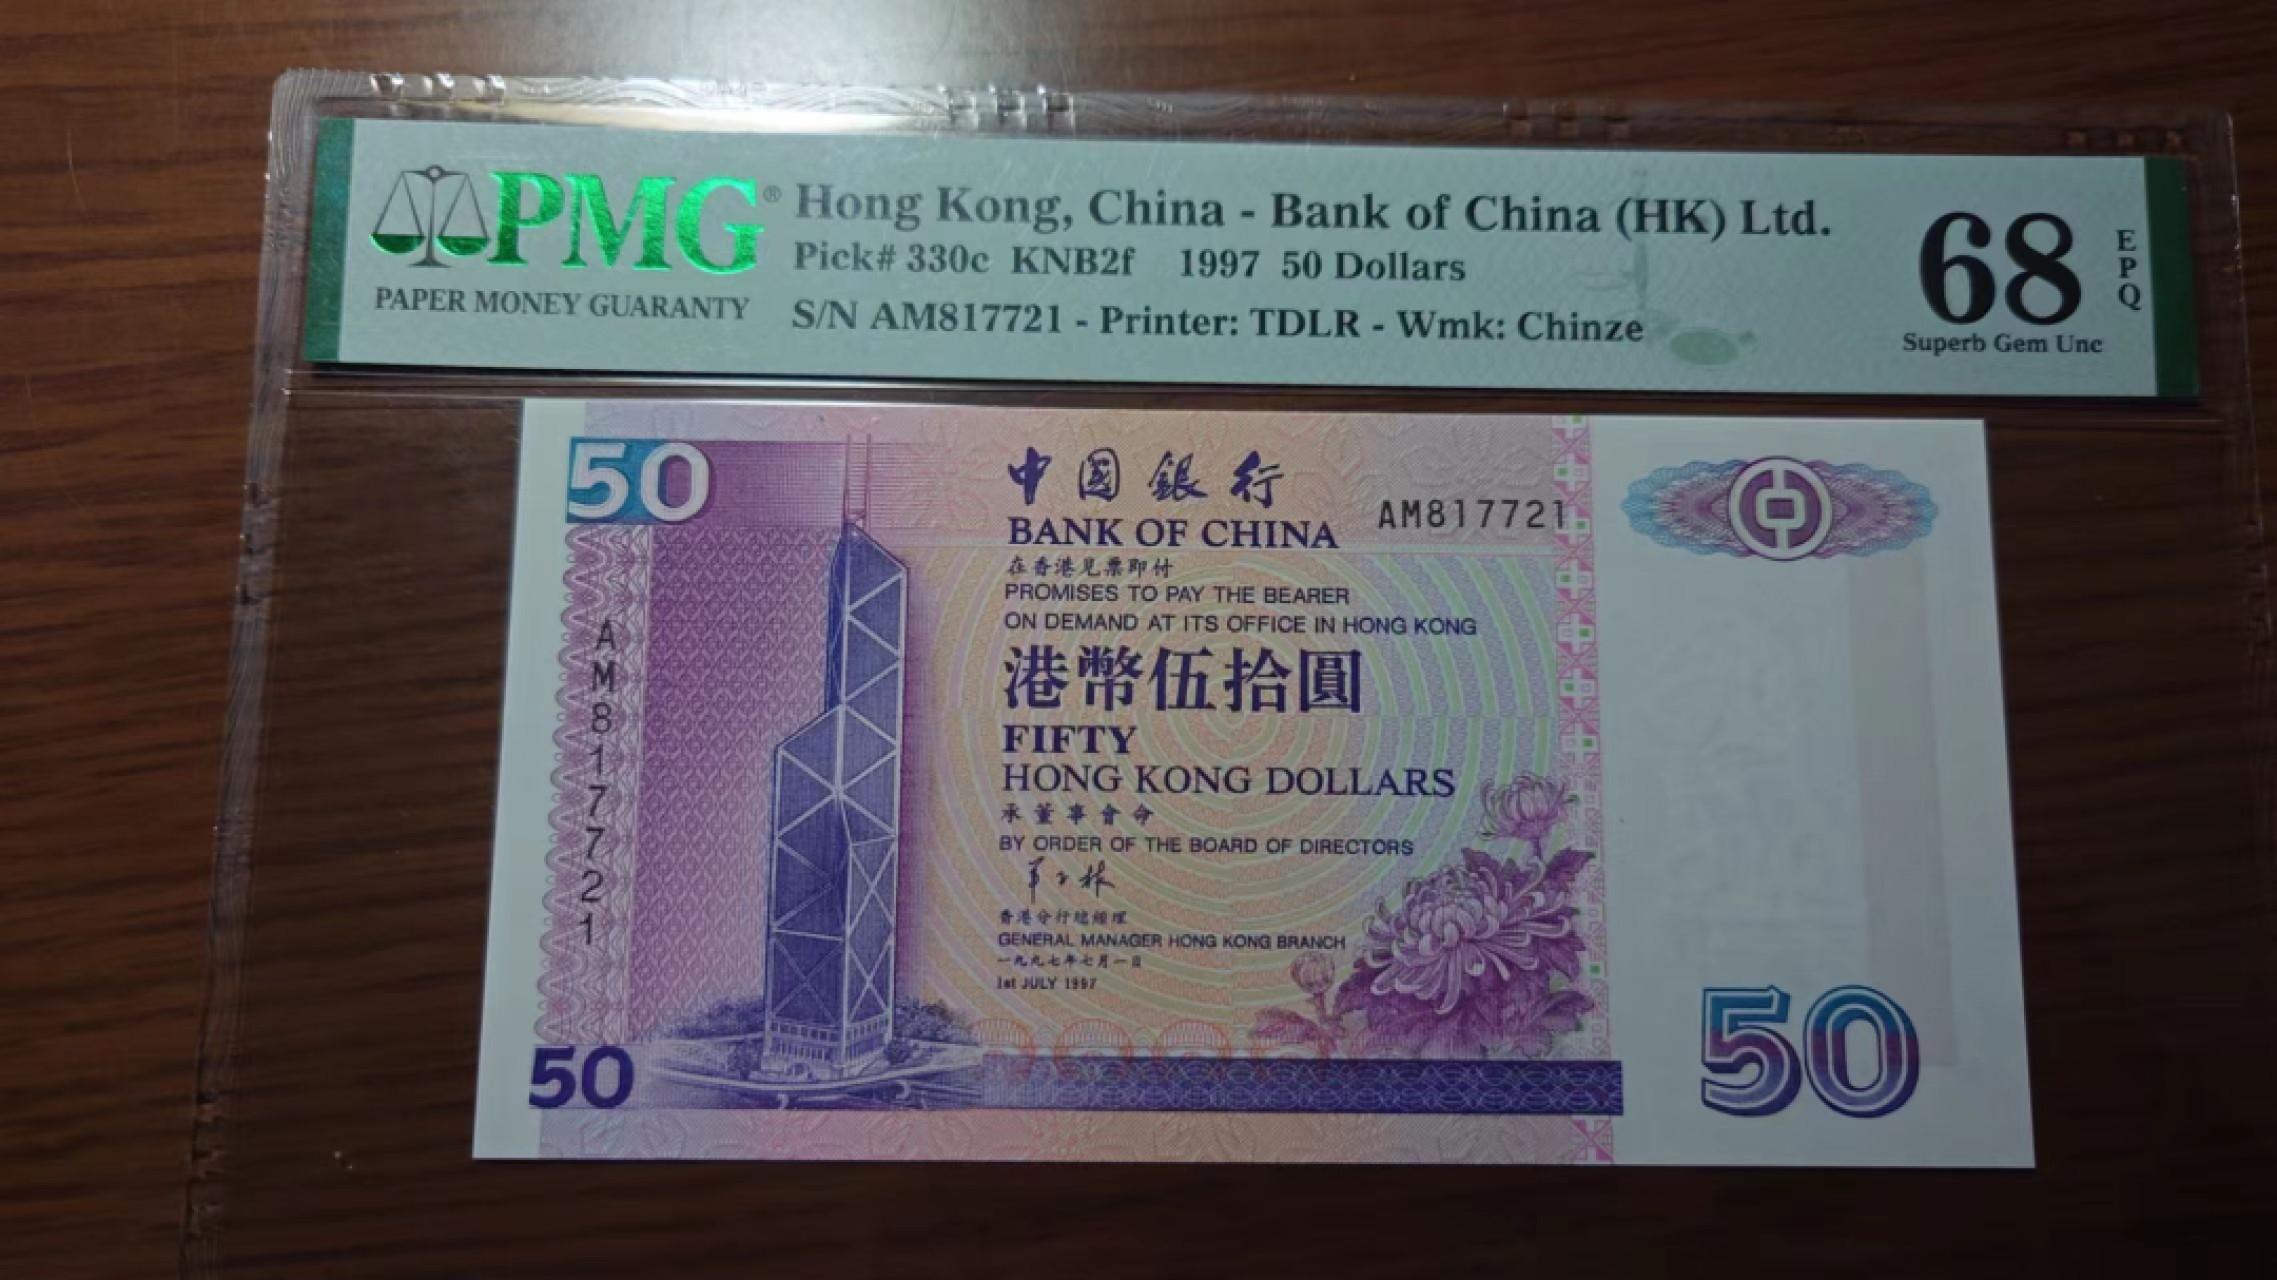 PMG®
PAPER MONEY GUARANTY
Hong Kong, China - Bank of China (HK) Ltd.
Pick# 330c KNB2f 1997 50 Dollars
S/N AM817721 - Printer: TDLR - Wmk: Chinze
68
EPQ
Superb Gem Unc
50
中國銀行
BANK OF CHINA
AM817721
在香港見票即付
PROMISES TO PAY THE BEARER
ON DEMAND AT ITS OFFICE IN HONG KONG
港幣伍拾圓
FIFTY
HONG KONG DOLLARS
承董事會命
BY ORDER OF THE BOARD OF DIRECTORS
香港分行總經理
GENERAL MANAGER HONG KONG BRANCH
一九九七年七月一日
1st JULY 1997
AM817721
50
50